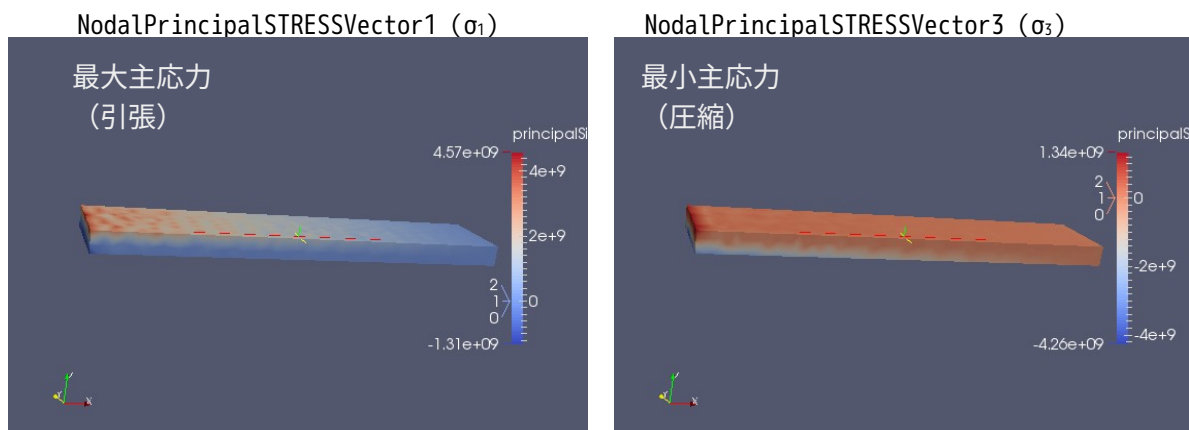 NodalPrincipalSTRESSVector1 (σ₁)
最大主応力
（引張）
principalSi
4.57e+09
4e+9
2e+9
2
1
0
0
-1.31e+09
Y
Z
X
NodalPrincipalSTRESSVector3 (σ₃)
最小主応力
（圧縮）
principalS
1.34e+09
2
1
0
0
-2e+9
-4e+9
-4.26e+09
Y
Z
X